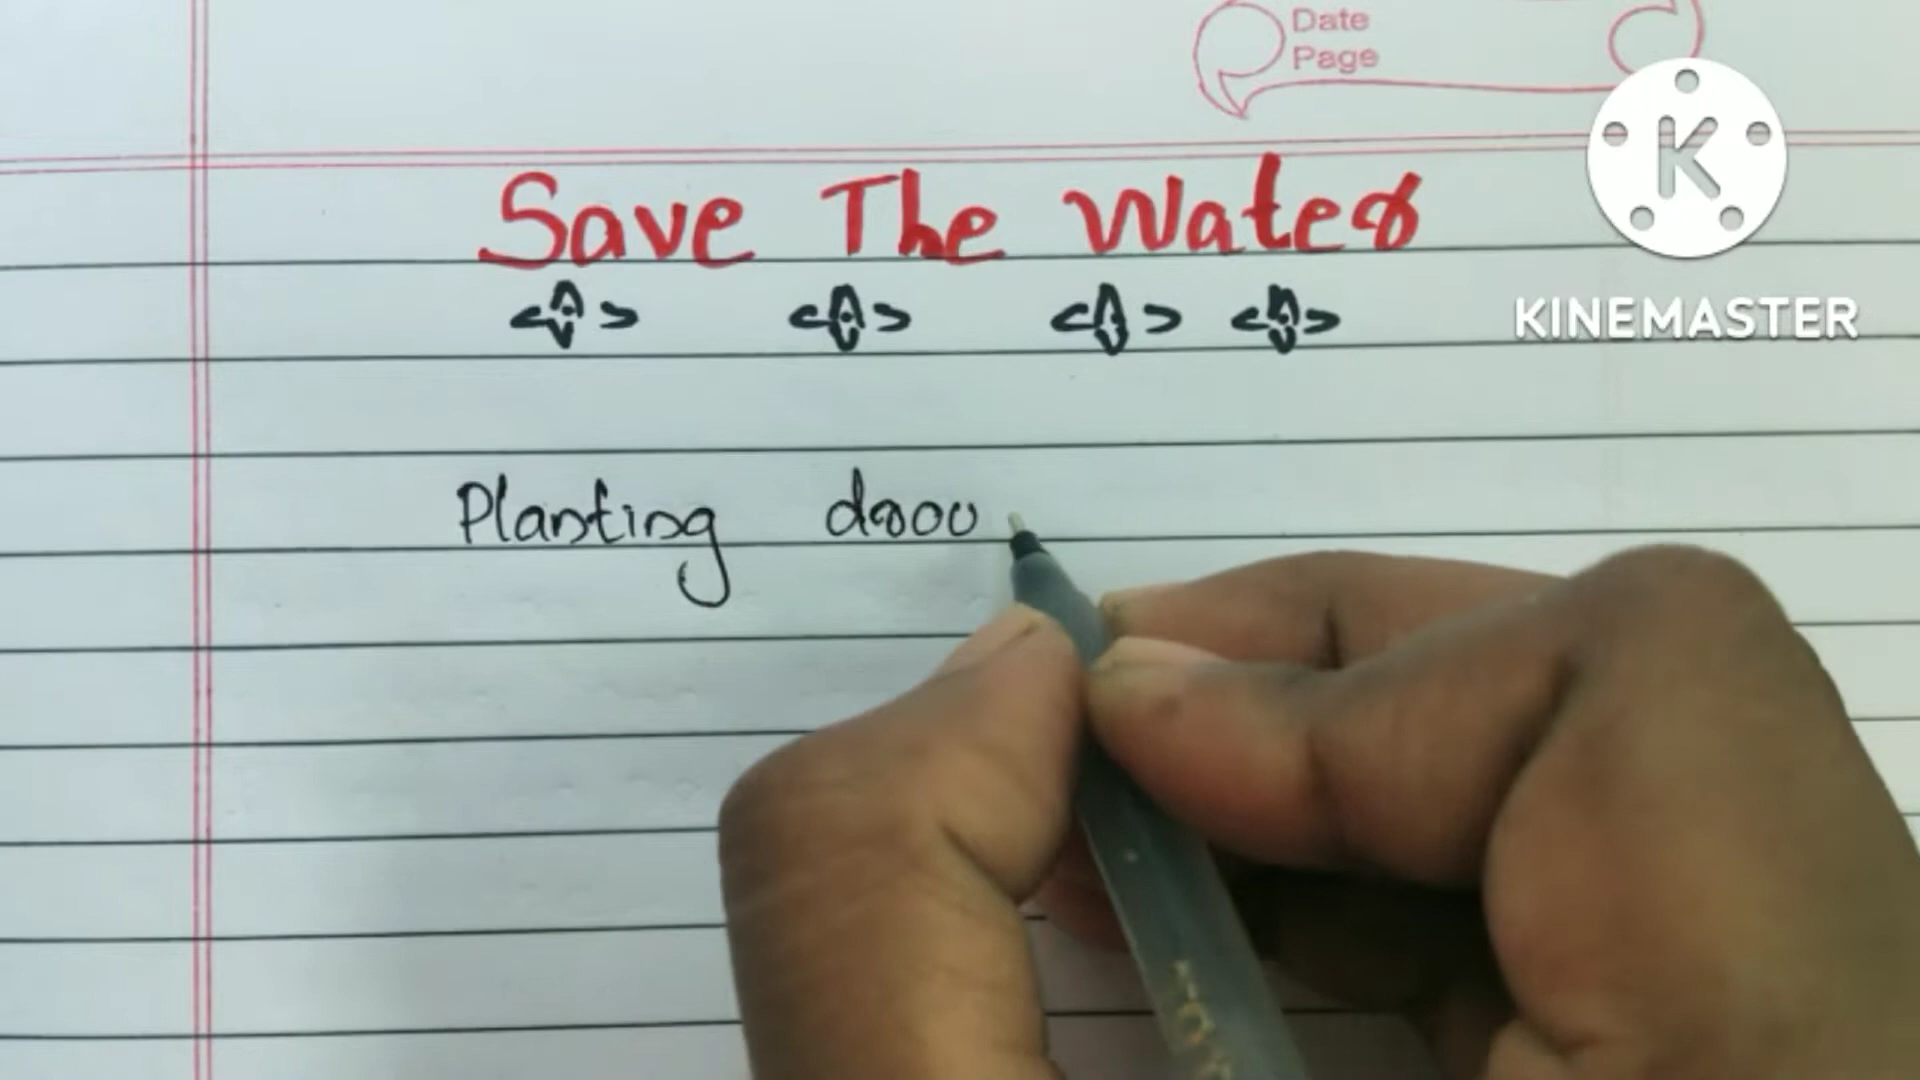 Date
Page
Save The Water
KINEMASTER
Planting drou